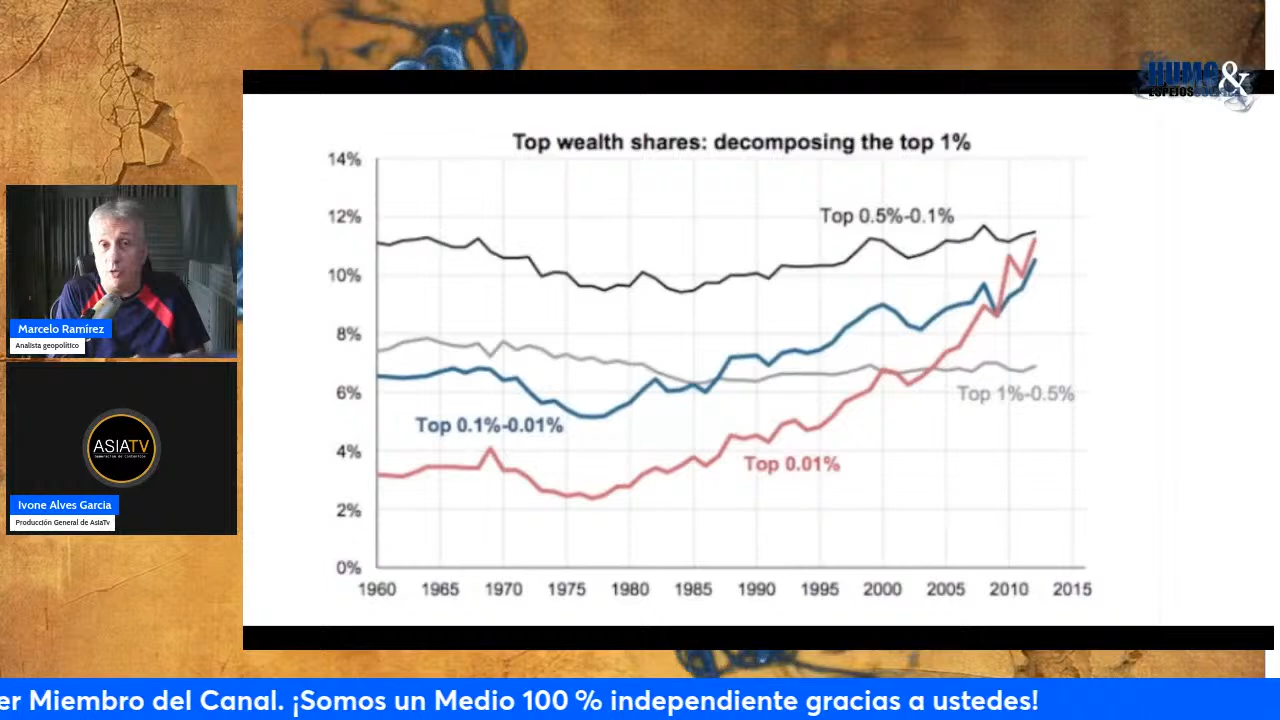 HUMO&
ESPEJOS
Top wealth shares: decomposing the top 1%
14%
12%
10%
8%
6%
4%
2%
0%
1960 1965 1970 1975 1980 1985 1990 1995 2000 2005 2010 2015
Top 0.5%-0.1%
Top 1%-0.5%
Top 0.1%-0.01%
Top 0.01%
Marcelo Ramírez
Analista geopolítico
ASIATV
Ivone Alves Garcia
Producción General de AsiaTv
er Miembro del Canal. ¡Somos un Medio 100 % independiente gracias a ustedes!